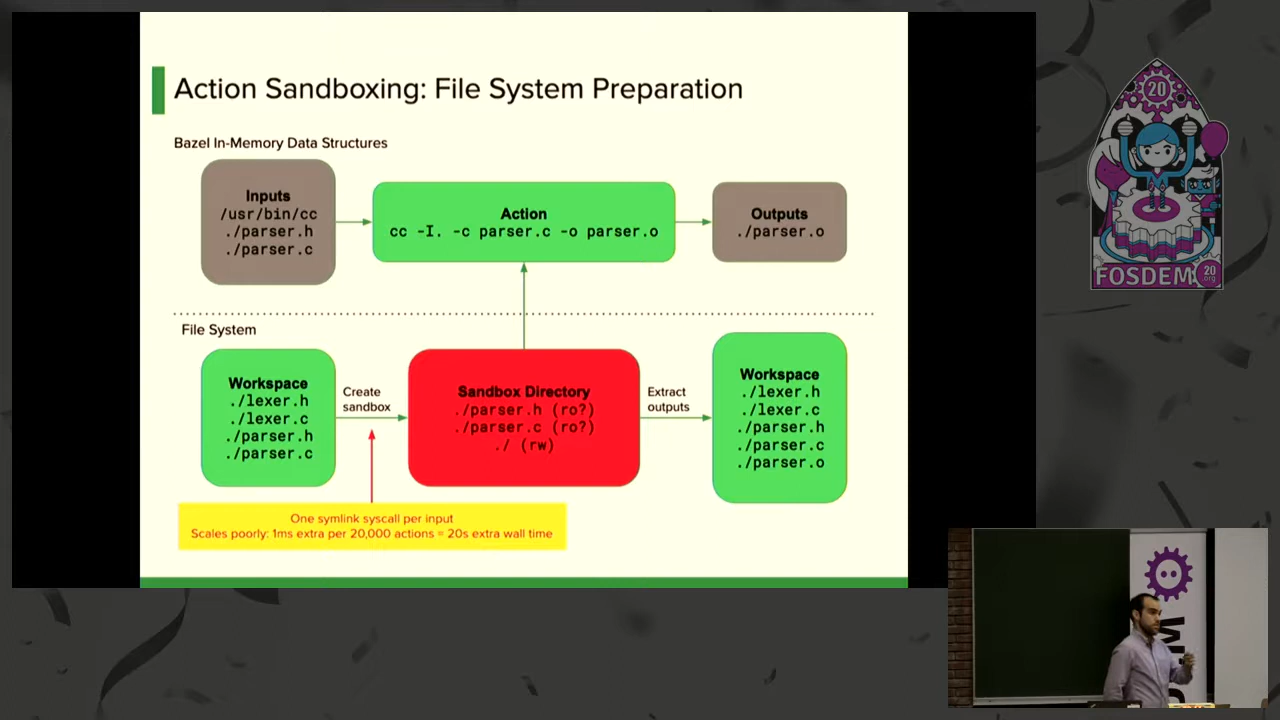 Action Sandboxing: File System Preparation
Bazel In-Memory Data Structures
Inputs
/usr/bin/cc
./parser.h
./parser.c
Action
cc -I. -c parser.c -o parser.o
Outputs
./parser.o
File System
Workspace
./lexer.h
./lexer.c
./parser.h
./parser.c
Create
sandbox
Sandbox Directory
./parser.h (ro?)
./parser.c (ro?)
./ (rw)
Extract
outputs
Workspace
./lexer.h
./lexer.c
./parser.h
./parser.c
./parser.o
One symlink syscall per input
Scales poorly: 1ms extra per 20,000 actions = 20s extra wall time
20
FOSDEM
20
.org